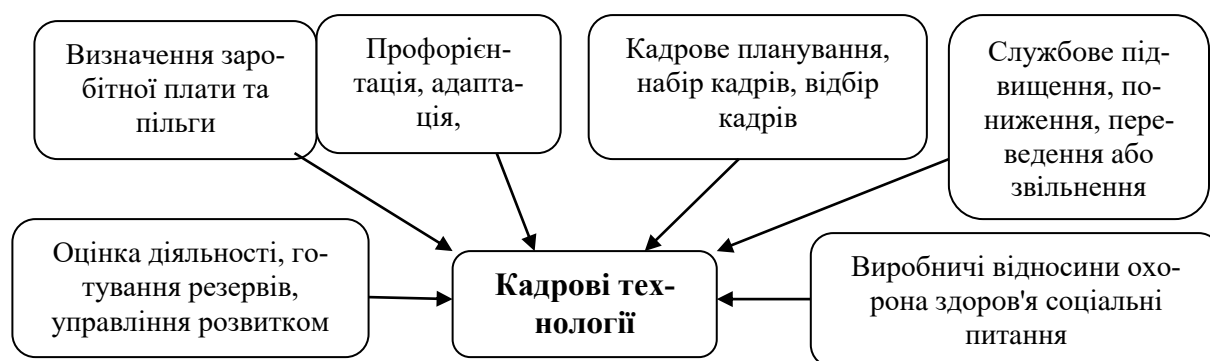 Визначення заро-
бітної плати та
пільги
Профорієн-
тація, адапта-
ція,
Кадрове планування,
набір кадрів, відбір
кадрів
Службове під-
вищення, по-
ниження, пере-
ведення або
звільнення
Оцінка діяльності, го-
тування резервів,
управління розвитком
Кадрові тех-
нології
Виробничі відносини охо-
рона здоров'я соціальні
питання